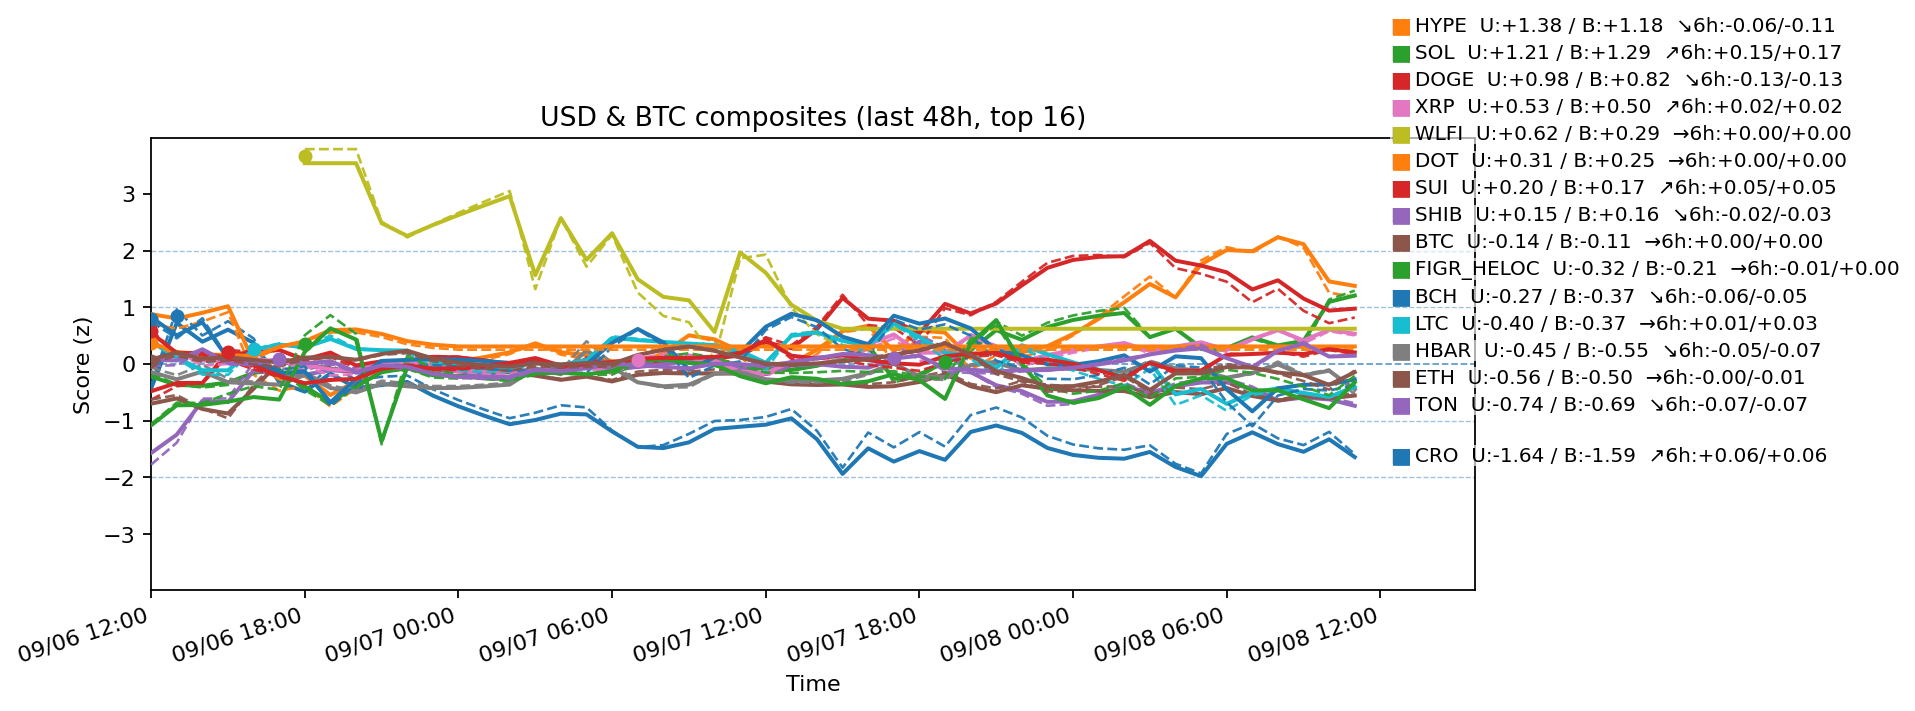 HYPE U:+1.38 / B:+1.18 ↘6h:-0.06/-0.11
SOL U:+1.21 / B:+1.29 ↗6h:+0.15/+0.17
DOGE U:+0.98 / B:+0.82 ↘6h:-0.13/-0.13
XRP U:+0.53 / B:+0.50 ↗6h:+0.02/+0.02
WLFI U:+0.62 / B:+0.29 →6h:+0.00/+0.00
DOT U:+0.31 / B:+0.25 →6h:+0.00/+0.00
SUI U:+0.20 / B:+0.17 ↗6h:+0.05/+0.05
SHIB U:+0.15 / B:+0.16 ↘6h:-0.02/-0.03
BTC U:-0.14 / B:-0.11 →6h:+0.00/+0.00
FIGR_HELOC U:-0.32 / B:-0.21 →6h:-0.01/+0.00
BCH U:-0.27 / B:-0.37 ↘6h:-0.06/-0.05
LTC U:-0.40 / B:-0.37 →6h:+0.01/+0.03
HBAR U:-0.45 / B:-0.55 ↘6h:-0.05/-0.07
ETH U:-0.56 / B:-0.50 →6h:-0.00/-0.01
TON U:-0.74 / B:-0.69 ↘6h:-0.07/-0.07
CRO U:-1.64 / B:-1.59 ↗6h:+0.06/+0.06
USD & BTC composites (last 48h, top 16)
Score (z)
3
2
1
0
−1
−2
−3
09/06 12:00
09/06 18:00
09/07 00:00
09/07 06:00
09/07 12:00
09/07 18:00
09/08 00:00
09/08 06:00
09/08 12:00
Time